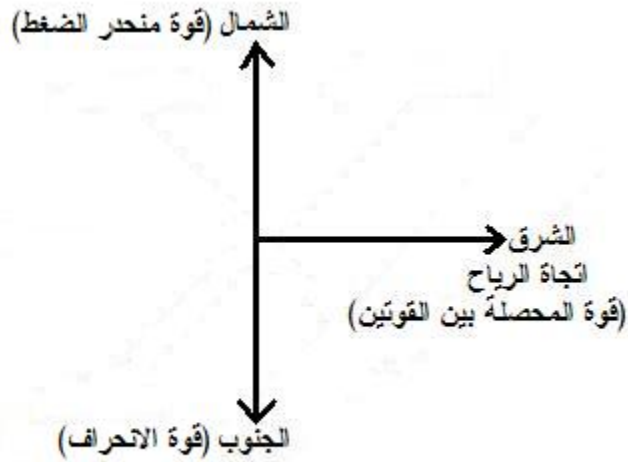 الشمال (قوة منحدر الضغط)
الشرق
اتجاة الرياح
(قوة المحصلة بين القوتين)
الجنوب (قوة الانحراف)